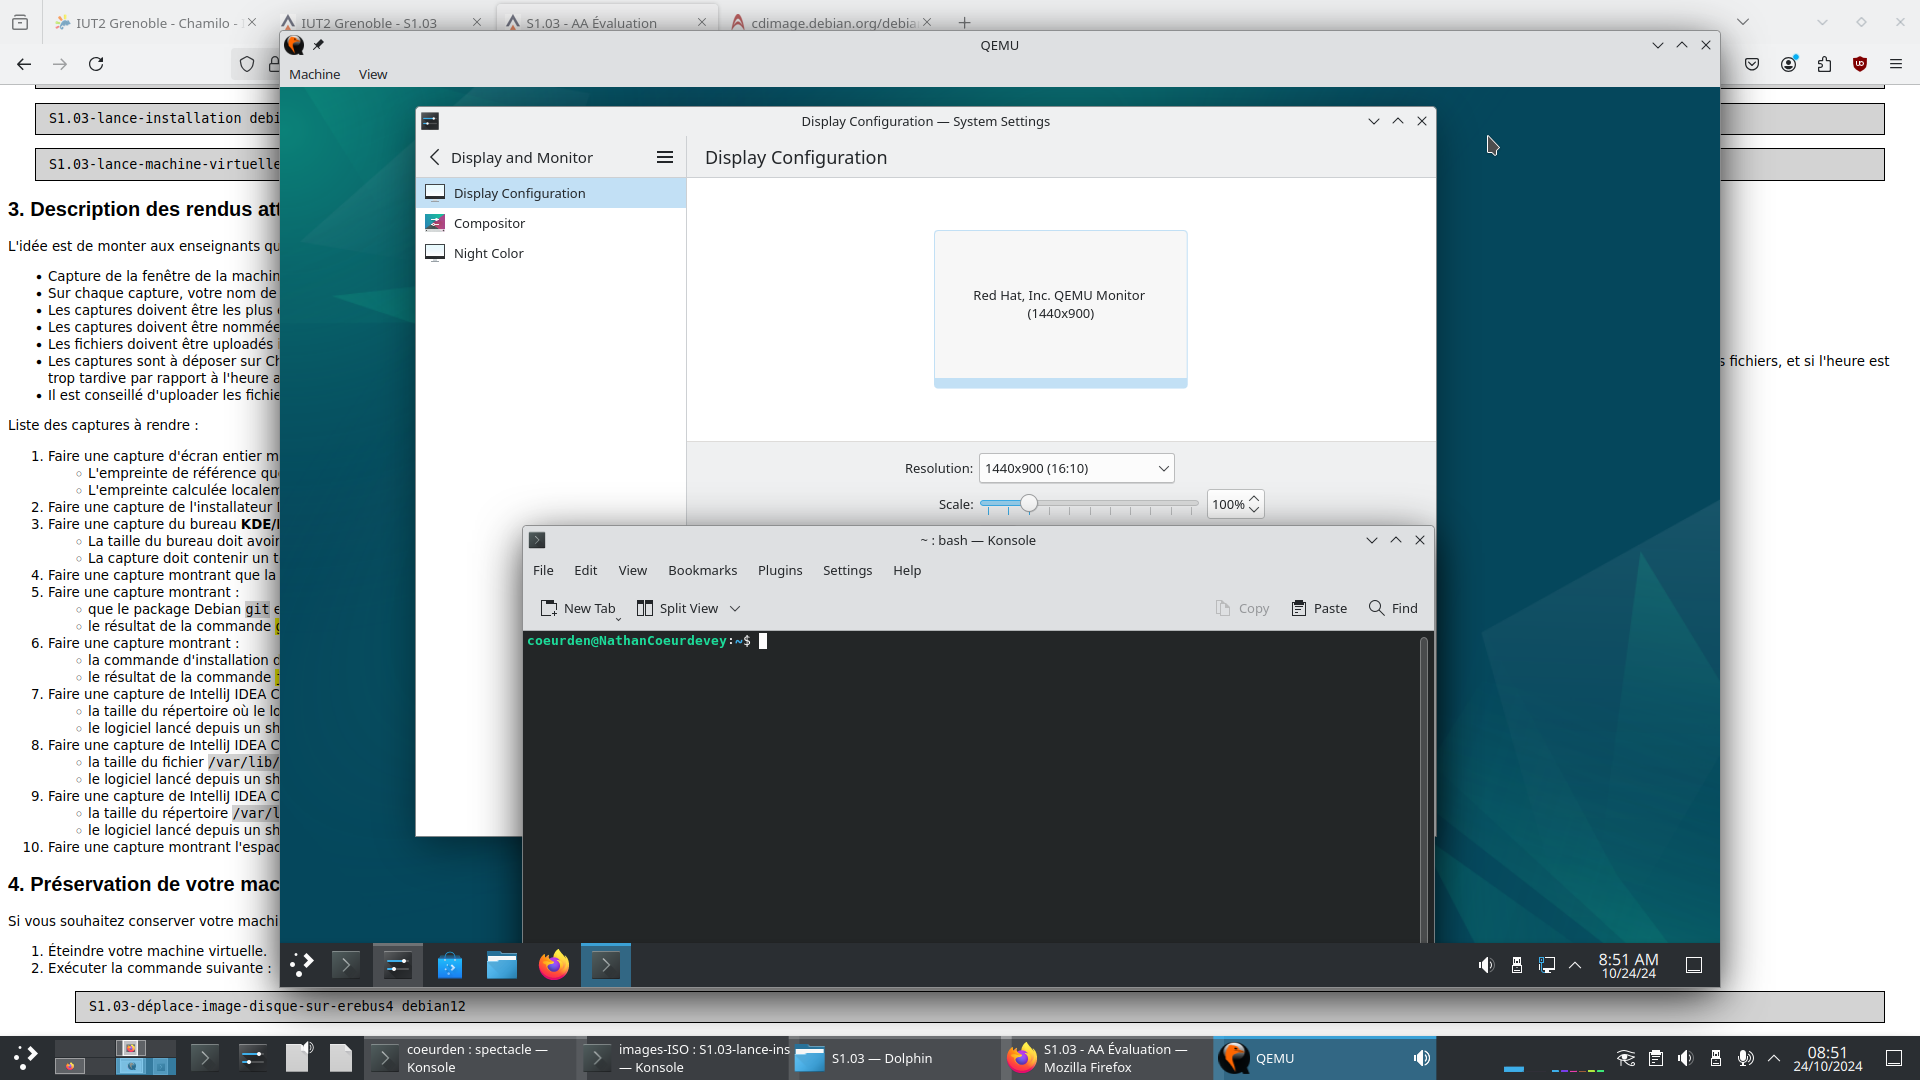 IUT2 Grenoble - Chamilo -
IUT2 Grenoble - S1.03
S1.03 - AA Évaluation
cdimage.debian.org/debia
QEMU
Machine View
S1.03-lance-installation debi
S1.03-lance-machine-virtuelle
3. Description des rendus att
L'idée est de monter aux enseignants qu
Capture de la fenêtre de la machin
Sur chaque capture, votre nom de
Les captures doivent être les plus
Les captures doivent être nommée
Les fichiers doivent être uploadés
Les captures sont à déposer sur Ch
s fichiers, et si l'heure est
trop tardive par rapport à l'heure a
Il est conseillé d'uploader les fichie
Liste des captures à rendre :
1. Faire une capture d'écran entier m
L'empreinte de référence que
L'empreinte calculée localem
2. Faire une capture de l'installateur
3. Faire une capture du bureau KDE/
La taille du bureau doit avoir
La capture doit contenir un t
4. Faire une capture montrant que la
5. Faire une capture montrant :
que le package Debian git e
le résultat de la commande g
6. Faire une capture montrant :
la commande d'installation d
le résultat de la commande
7. Faire une capture de IntelliJ IDEA C
la taille du répertoire où le lo
le logiciel lancé depuis un sh
8. Faire une capture de IntelliJ IDEA C
la taille du fichier /var/lib/
le logiciel lancé depuis un sh
9. Faire une capture de IntelliJ IDEA C
la taille du répertoire /var/l
le logiciel lancé depuis un sh
10. Faire une capture montrant l'espac
4. Préservation de votre mac
Si vous souhaitez conserver votre machi
1. Éteindre votre machine virtuelle.
2. Exécuter la commande suivante :
S1.03-déplace-image-disque-sur-erebus4 debian12
Display Configuration — System Settings
Display and Monitor
Display Configuration
Display Configuration
Compositor
Night Color
Red Hat, Inc. QEMU Monitor
(1440x900)
Resolution: 1440x900 (16:10)
Scale: 100%
~ : bash — Konsole
File Edit View Bookmarks Plugins Settings Help
New Tab Split View Copy Paste Find
coeurden@NathanCoeurdevey:~$
8:51 AM
10/24/24
coeurden : spectacle —
Konsole
images-ISO : S1.03-lance-ins
— Konsole
S1.03 — Dolphin
S1.03 - AA Évaluation —
Mozilla Firefox
QEMU
08:51
24/10/2024